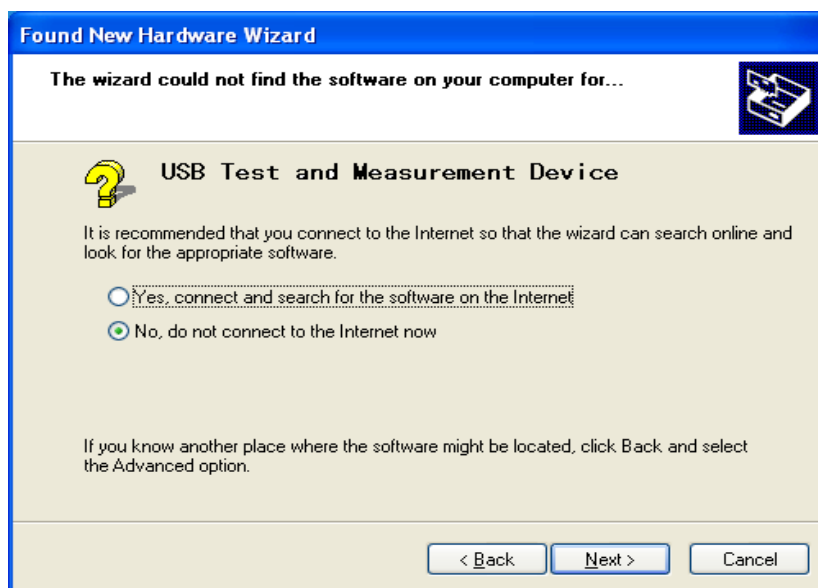 Found New Hardware Wizard
The wizard could not find the software on your computer for...
USB Test and Measurement Device
It is recommended that you connect to the Internet so that the wizard can search online and
look for the appropriate software.
Yes, connect and search for the software on the Internet
No, do not connect to the Internet now
If you know another place where the software might be located, click Back and select
the Advanced option.
< Back Next > Cancel